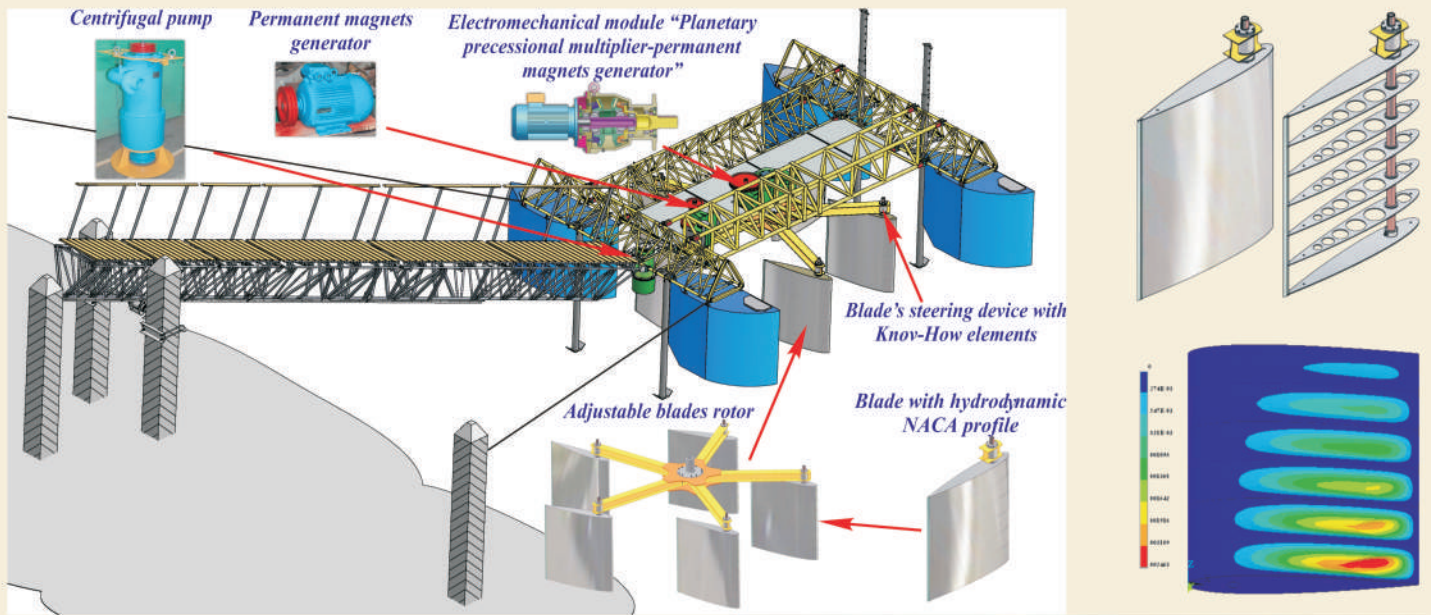 Centrifugal pump
Permanent magnets
generator
Electromechanical module “Planetary
precessional multiplier-permanent
magnets generator”
Blade’s steering device with
Knov-How elements
Adjustable blades rotor
Blade with hydrodynamic
NACA profile
0
Z